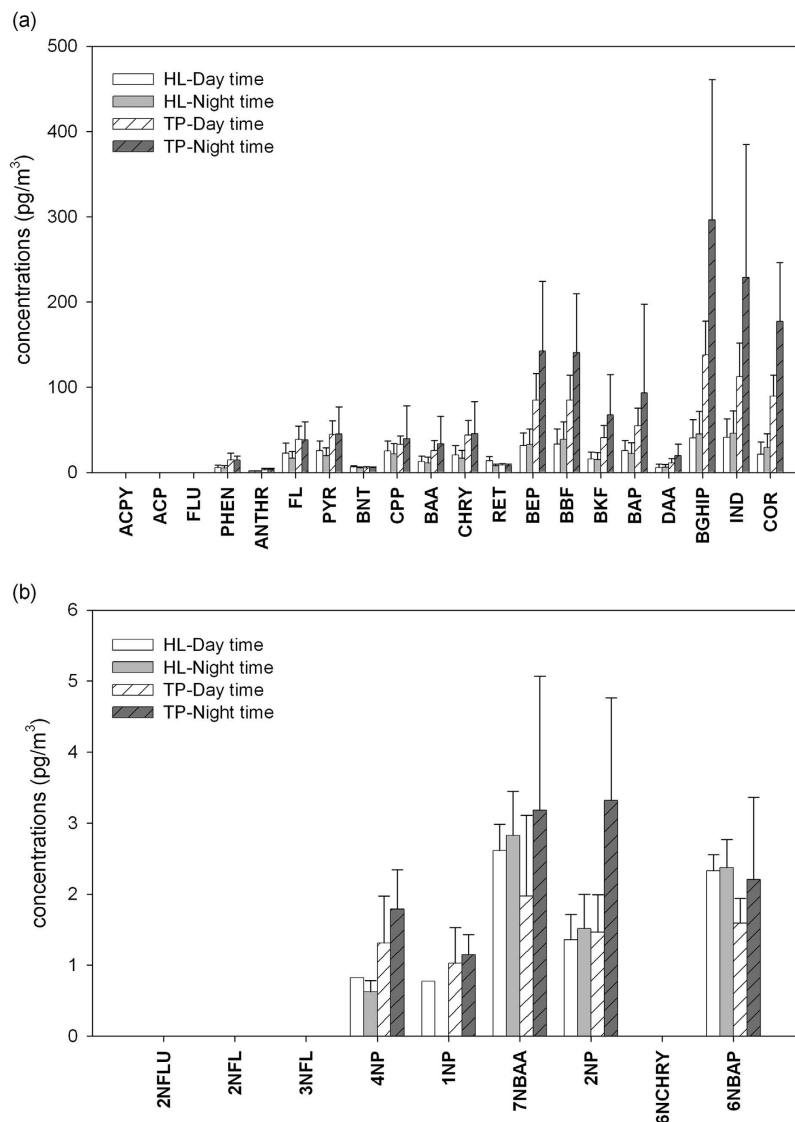 (a)
500
400
300
200
100
0
concentrations (pg/m³)
HL-Day time
HL-Night time
TP-Day time
TP-Night time
ACPY
ACP
FLU
PHEN
ANTHR
FL
PYR
BNT
CPP
BAA
CHRY
RET
BEP
BBF
BKF
BAP
DAA
BGHIP
IND
COR
(b)
6
5
4
3
2
1
0
concentrations (pg/m³)
HL-Day time
HL-Night time
TP-Day time
TP-Night time
2NFLU
2NFL
3NFL
4NP
1NP
7NBAA
2NP
6NCHRY
6NBAP